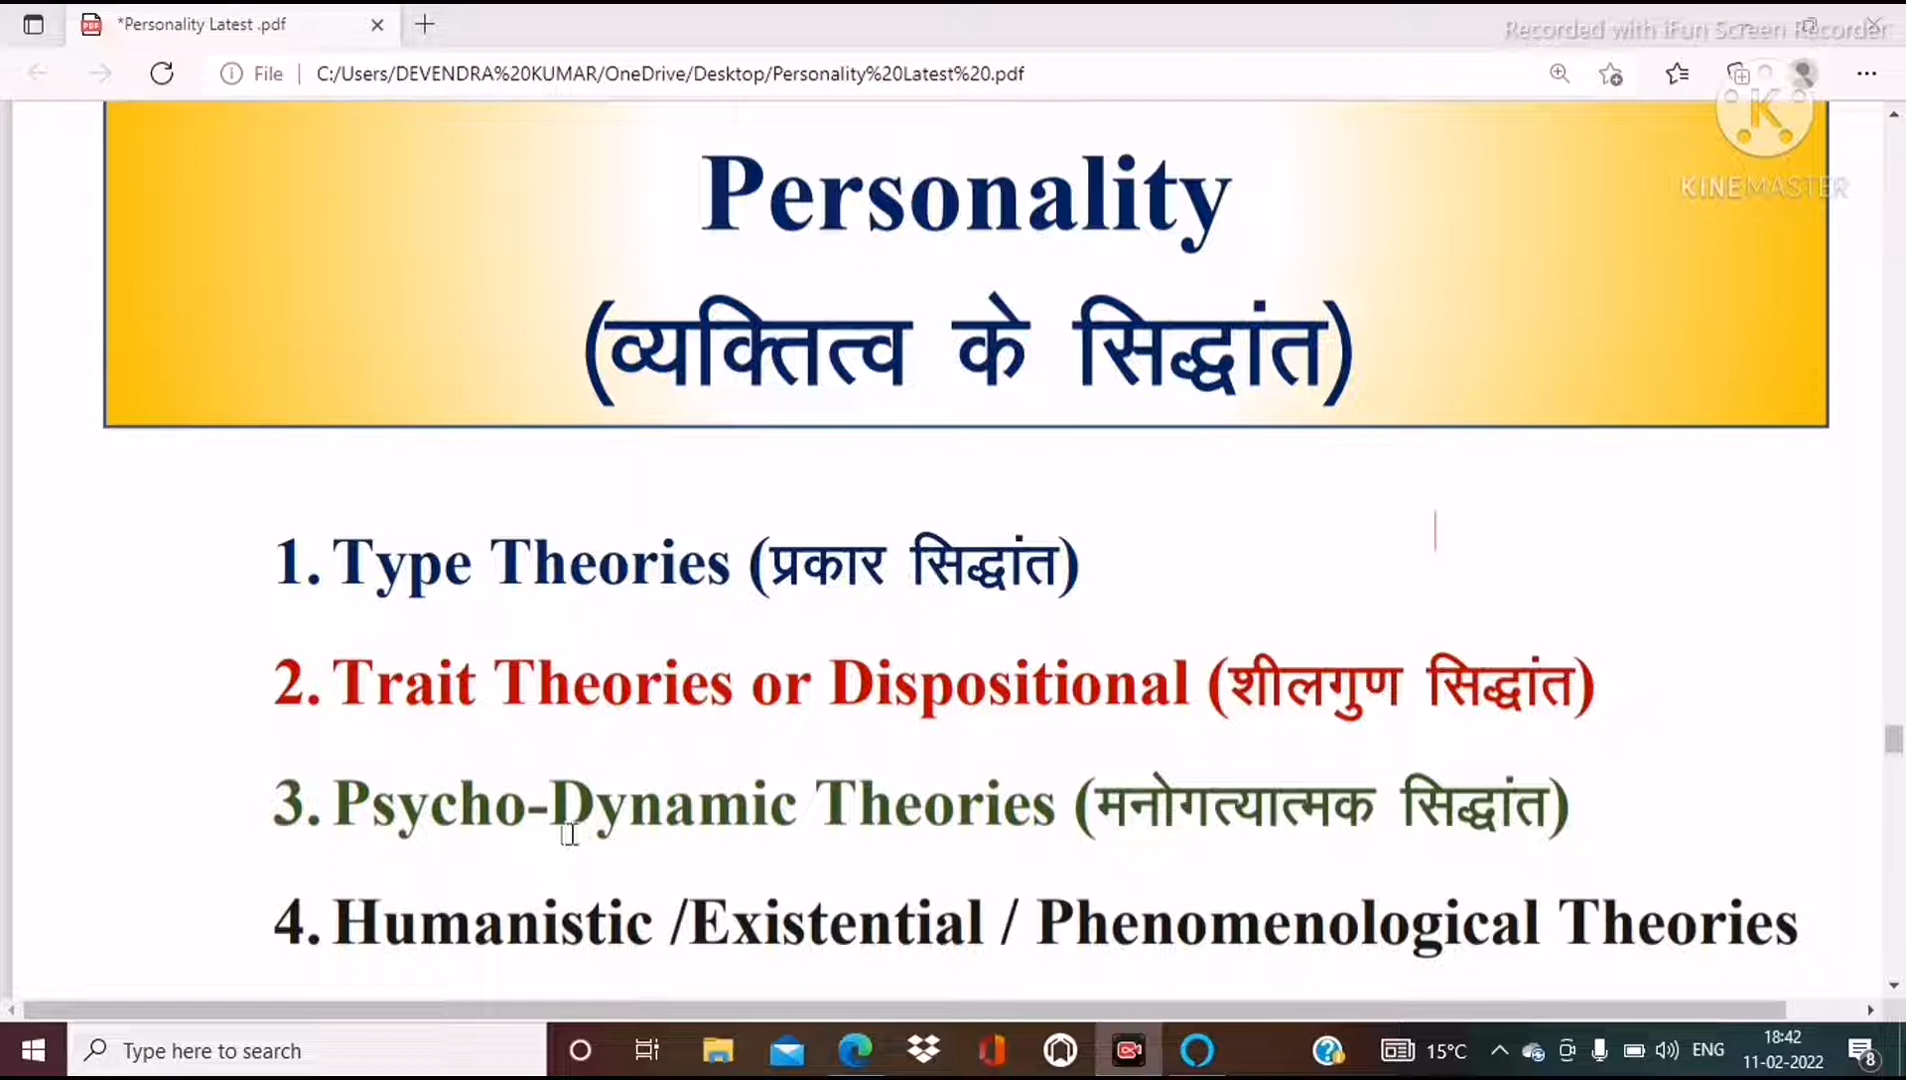 *Personality Latest .pdf
Recorded with iFun Screen Recorder
File | C:/Users/DEVENDRA%20KUMAR/OneDrive/Desktop/Personality%20Latest%20.pdf
K
KINEMASTER
Personality
(व्यक्तित्व के सिद्धांत)
1. Type Theories (प्रकार सिद्धांत)
2. Trait Theories or Dispositional (शीलगुण सिद्धांत)
3. Psycho-Dynamic Theories (मनोगत्यात्मक सिद्धांत)
4. Humanistic /Existential / Phenomenological Theories
Type here to search
15°C
ENG
18:42
11-02-2022
8